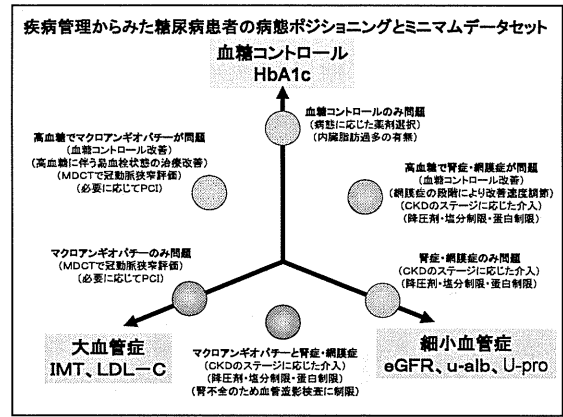 疾病管理からみた糖尿病患者の病態ポジショニングとミニマムデータセット
血糖コントロール
HbA1c
血糖コントロールのみ問題
(病態に応じた薬剤選択)
(内臓脂肪過多の有無)
高血糖でマクロアンギオパチーが問題
(血糖コントロール改善)
(高血糖に伴う易血栓状態の治療改善)
(MDCTで冠動脈狭窄評価)
(必要に応じてPCI)
高血糖で腎症・網膜症が問題
(血糖コントロール改善)
(網膜症の段階により改善速度調節)
(CKDのステージに応じた介入)
(降圧剤・塩分制限・蛋白制限)
マクロアンギオパチーのみ問題
(MDCTで冠動脈狭窄評価)
(必要に応じてPCI)
腎症・網膜症のみ問題
(CKDのステージに応じた介入)
(降圧剤・塩分制限・蛋白制限)
大血管症
IMT、LDL-C
マクロアンギオパチーと腎症・網膜症
(CKDのステージに応じた介入)
(降圧剤・塩分制限・蛋白制限)
(腎不全のため血管造影検査に制限)
細小血管症
eGFR、u-alb、U-pro